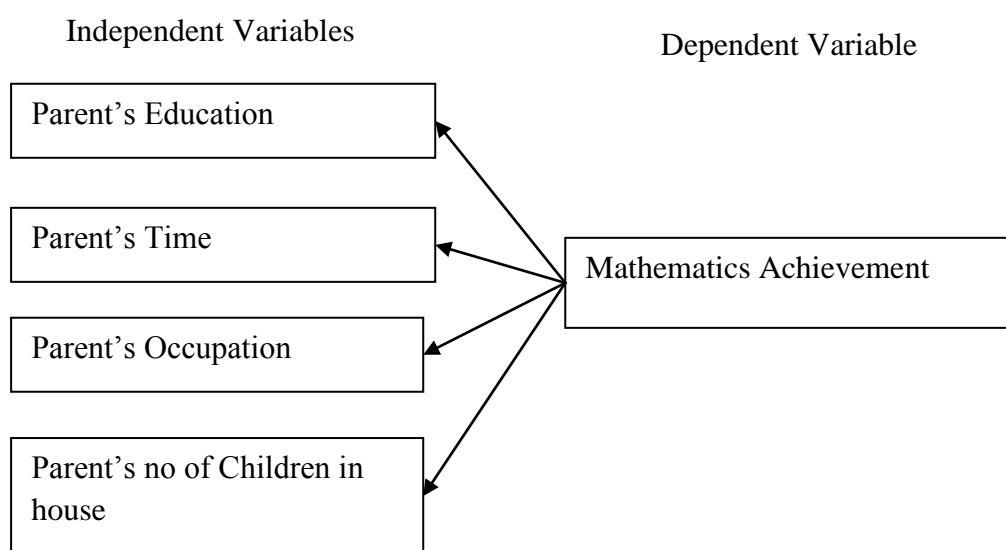 Independent Variables
Dependent Variable
Parent’s Education
Parent’s Time
Mathematics Achievement
Parent’s Occupation
Parent’s no of Children in
house